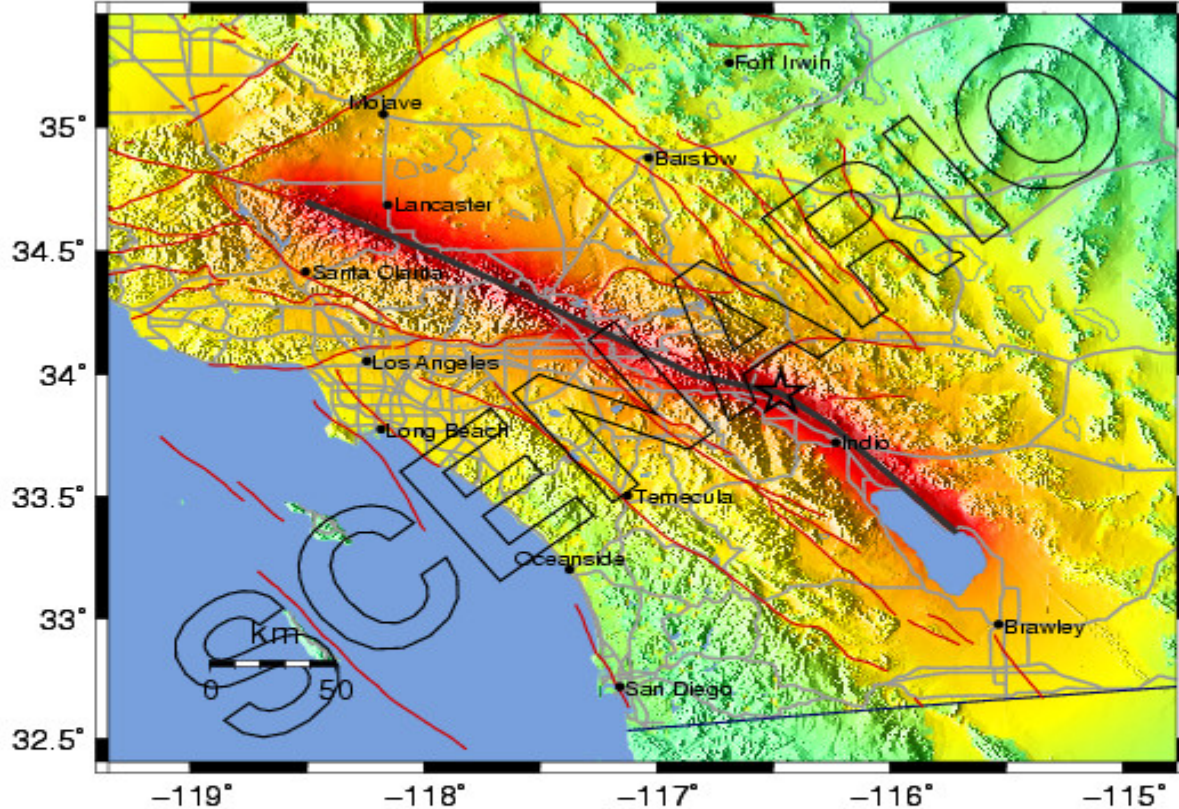 Fort Irwin
35°
Mojave
Barstow
Lancaster
34.5°
Santa Clarita
Los Angeles
34°
Long Beach
Indio
33.5°
Temecula
Oceanside
33°
Km
Brawley
0 50
San Diego
32.5°
−119° −118° −117° −116° −115°
SCENARIO